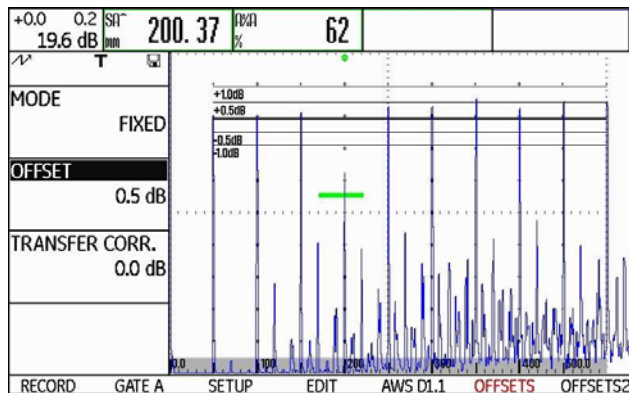 +0.0 0.2
19.6 dB
SA^
mm
200.37
A%A
%
62
T
MODE
FIXED
OFFSET
0.5 dB
TRANSFER CORR.
0.0 dB
+1.0dB
+0.5dB
-0.5dB
-1.0dB
0.0 100 200 300 400 500.0
RECORD GATE A SETUP EDIT AWS D1.1 OFFSETS OFFSETS2